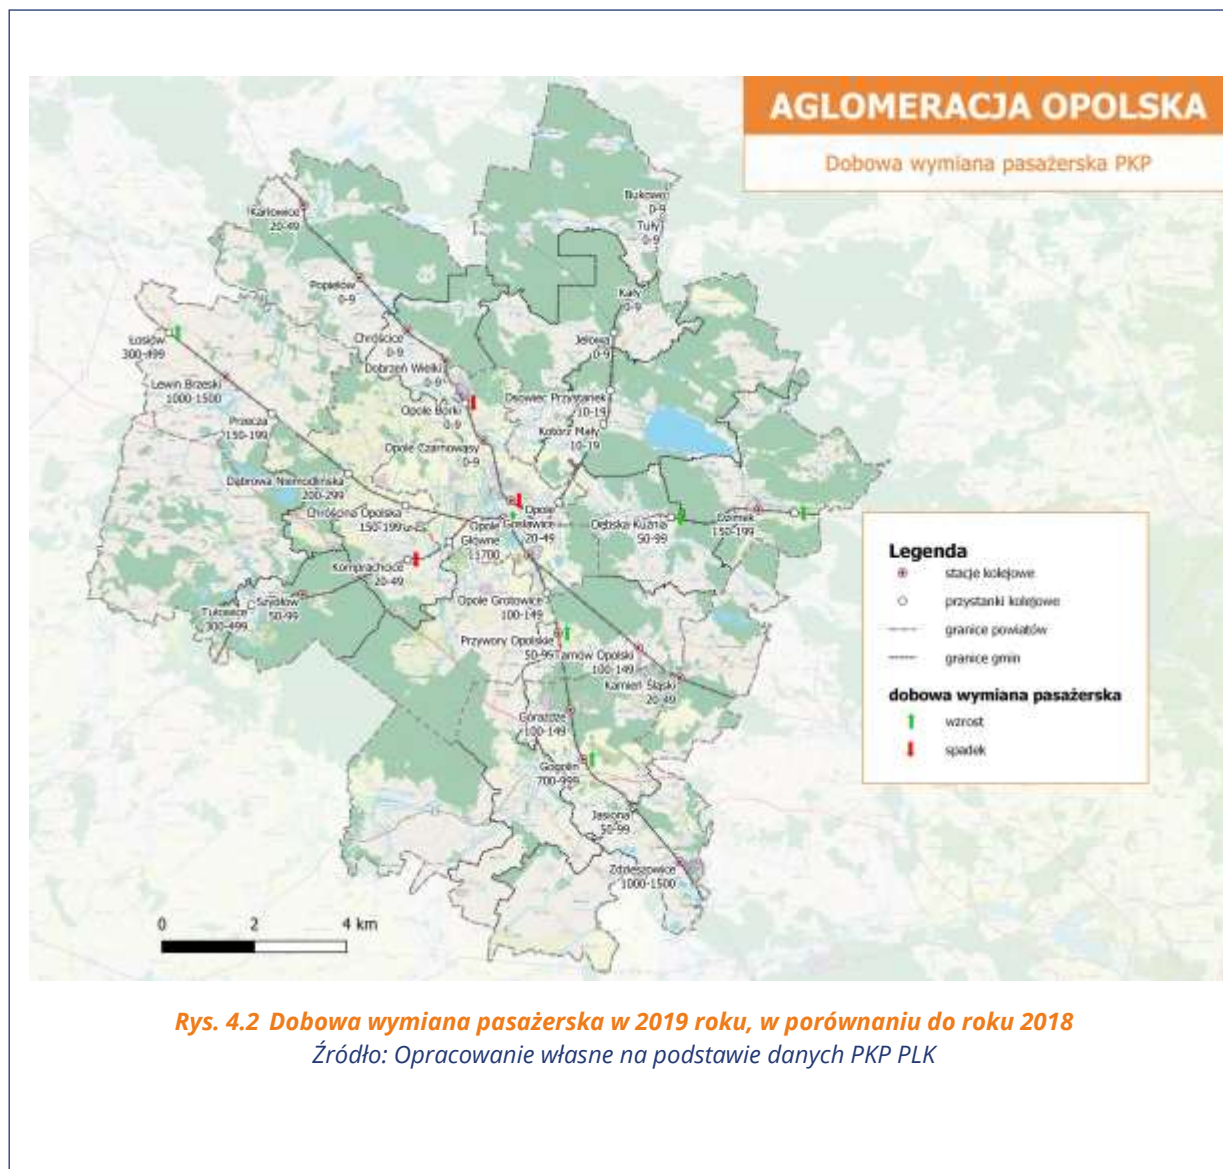 AGLOMERACJA OPOLSKA
Dobowa wymiana pasażerska PKP
Bukowo
0-9
Tuły
0-9
Karłowice
20-49
Popielów
0-9
Kały
0-9
Łosiów
300-499
Chróścice
0-9
Jełowa
0-9
Dobrzeń Wielki
0-9
Lewin Brzeski
1000-1500
Osowiec Przystanek
10-19
Opole Borki
0-9
Przecza
150-199
Kotórz Mały
10-19
Opole Czarnowąsy
0-9
Dąbrowa Niemodlińska
200-299
Chróścina Opolska
150-199
Opole
Gosławice
20-49
Opole
Główne
11700
Dębska Kuźnia
50-99
Ozimek
150-199
Komprachcice
20-49
Szydłów
50-99
Tułowice
300-499
Opole Grotowice
100-149
Przywory Opolskie
50-99
Tarnów Opolski
100-149
Kamień Śląski
20-49
Górażdże
100-149
Gogolin
700-999
Jasiona
50-99
Zdzieszowice
1000-1500
Legenda
stacje kolejowe
przystanki kolejowe
granice powiatów
granice gmin
dobowa wymiana pasażerska
wzrost
spadek
0 2 4 km
Rys. 4.2 Dobowa wymiana pasażerska w 2019 roku, w porównaniu do roku 2018
Źródło: Opracowanie własne na podstawie danych PKP PLK